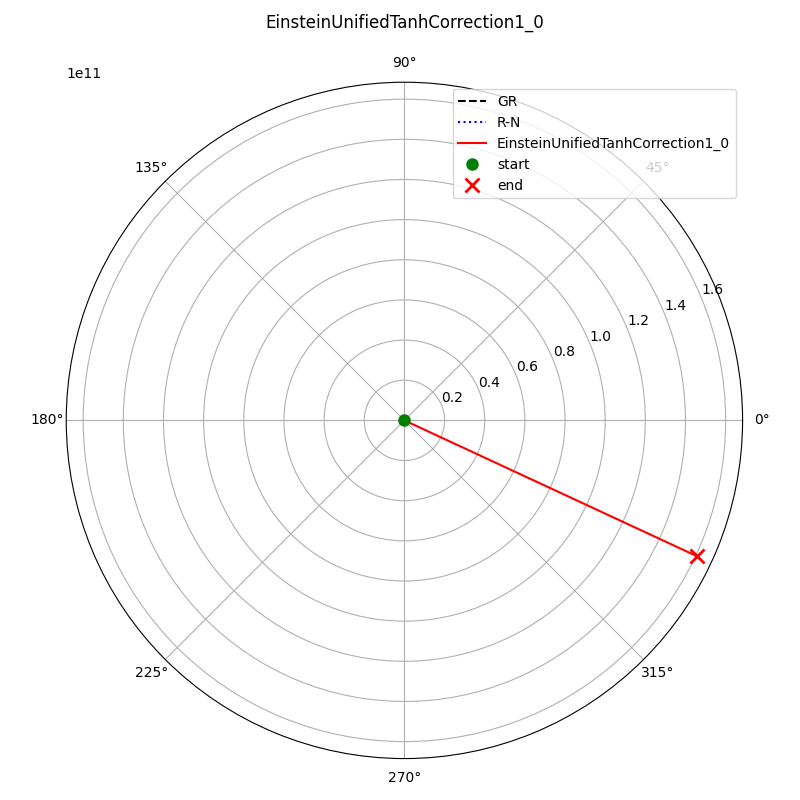 EinsteinUnifiedTanhCorrection1_0
90°
1e11
GR
R-N
EinsteinUnifiedTanhCorrection1_0
start
end
135°
45°
1.6
1.4
1.2
1.0
0.8
0.6
0.4
0.2
180°
0°
225°
315°
270°